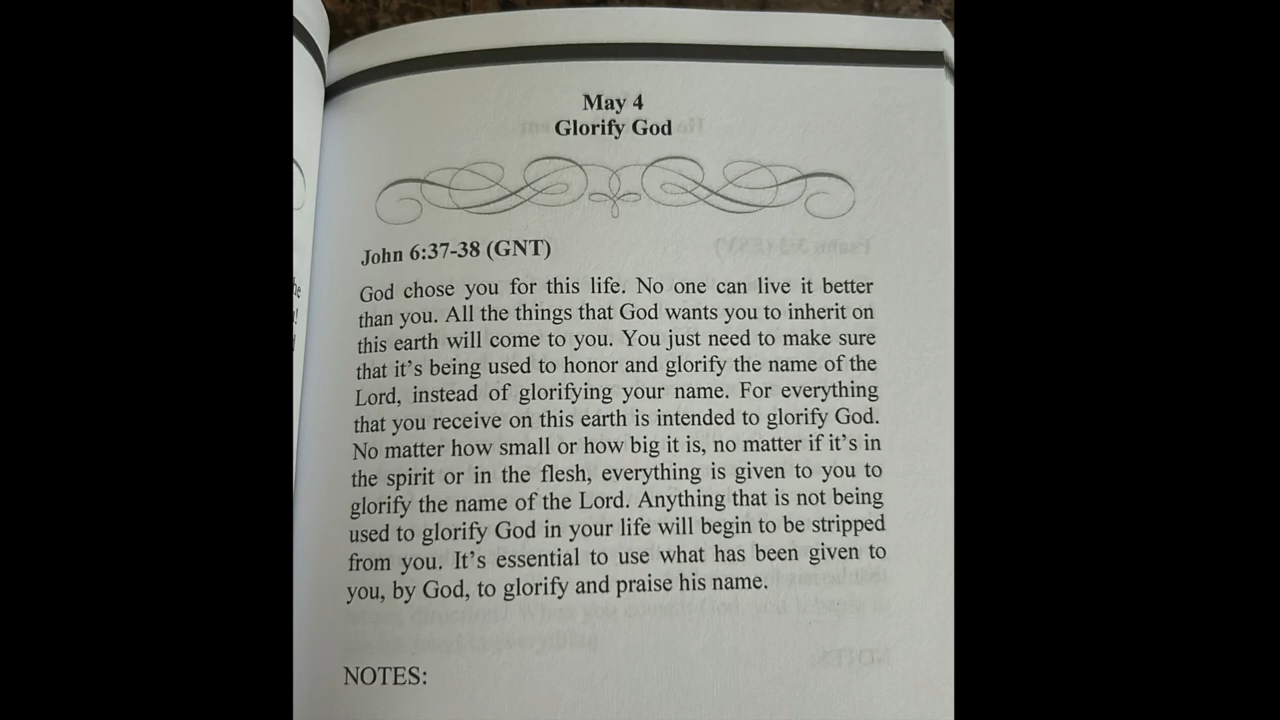 May 4
Glorify God
John 6:37-38 (GNT)
God chose you for this life. No one can live it better
than you. All the things that God wants you to inherit on
this earth will come to you. You just need to make sure
that it's being used to honor and glorify the name of the
Lord, instead of glorifying your name. For everything
that you receive on this earth is intended to glorify God.
No matter how small or how big it is, no matter if it's in
the spirit or in the flesh, everything is given to you to
glorify the name of the Lord. Anything that is not being
used to glorify God in your life will begin to be stripped
from you. It's essential to use what has been given to
you, by God, to glorify and praise his name.
NOTES: